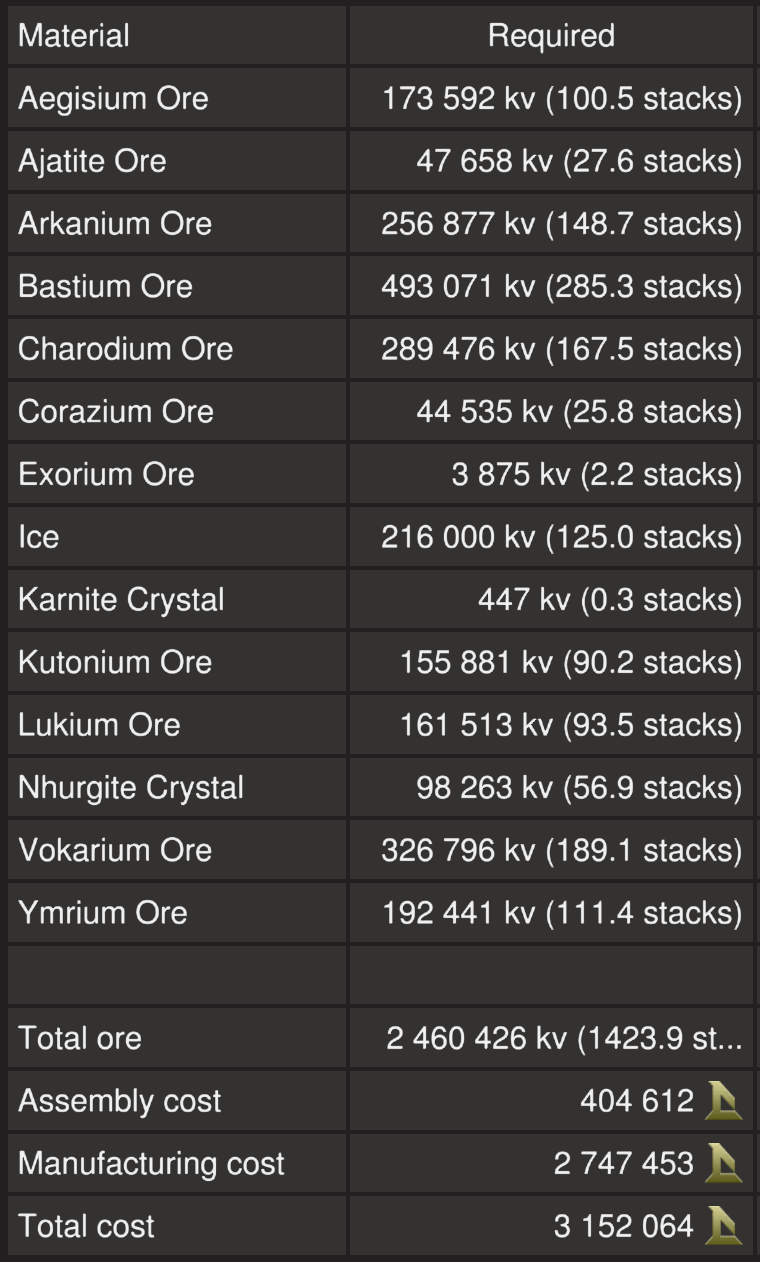 Material Required
Aegisium Ore 173 592 kv (100.5 stacks)
Ajatite Ore 47 658 kv (27.6 stacks)
Arkanium Ore 256 877 kv (148.7 stacks)
Bastium Ore 493 071 kv (285.3 stacks)
Charodium Ore 289 476 kv (167.5 stacks)
Corazium Ore 44 535 kv (25.8 stacks)
Exorium Ore 3 875 kv (2.2 stacks)
Ice 216 000 kv (125.0 stacks)
Karnite Crystal 447 kv (0.3 stacks)
Kutonium Ore 155 881 kv (90.2 stacks)
Lukium Ore 161 513 kv (93.5 stacks)
Nhurgite Crystal 98 263 kv (56.9 stacks)
Vokarium Ore 326 796 kv (189.1 stacks)
Ymrium Ore 192 441 kv (111.4 stacks)
Total ore 2 460 426 kv (1423.9 st...
Assembly cost 404 612
Manufacturing cost 2 747 453
Total cost 3 152 064